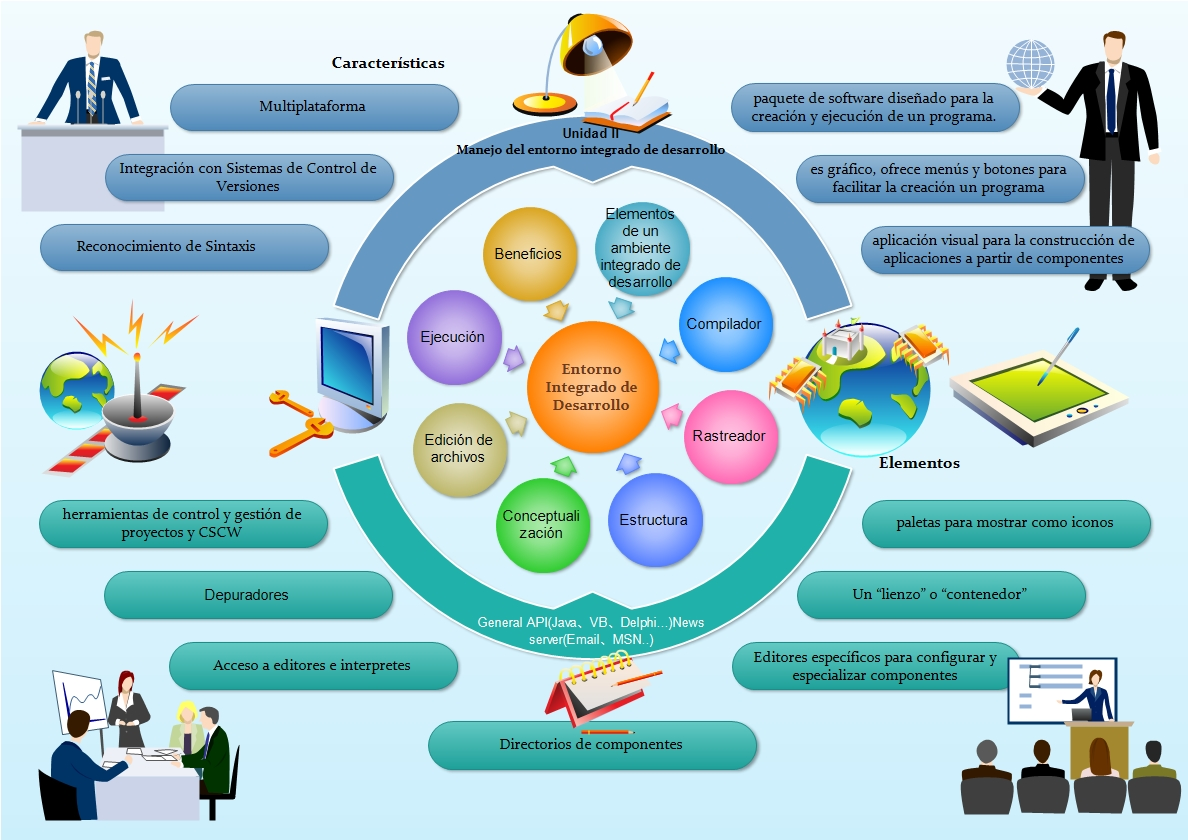 Características
Unidad II
Manejo del entorno integrado de desarrollo
Multiplataforma
Integración con Sistemas de Control de
Versiones
Reconocimiento de Sintaxis
paquete de software diseñado para la
creación y ejecución de un programa.
es gráfico, ofrece menús y botones para
facilitar la creación un programa
aplicación visual para la construcción de
aplicaciones a partir de componentes
Beneficios
Elementos
de un
ambiente
integrado de
desarrollo
Ejecución
Compilador
Entorno
Integrado de
Desarrollo
Edición de
archivos
Rastreador
Conceptuali
zación
Estructura
Elementos
herramientas de control y gestión de
proyectos y CSCW
Depuradores
Acceso a editores e interpretes
paletas para mostrar como iconos
Un “lienzo” o “contenedor”
Editores específicos para configurar y
especializar componentes
General API(Java、VB、Delphi...)News
server(Email、MSN..)
Directorios de componentes